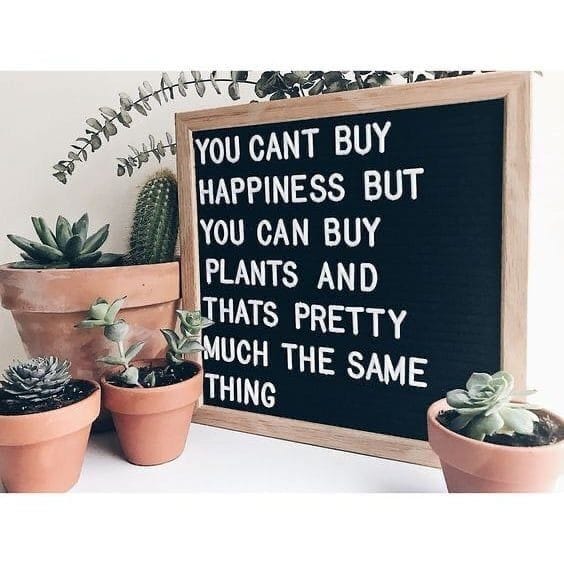 YOU CANT BUY
HAPPINESS BUT
YOU CAN BUY
PLANTS AND
THATS PRETTY
MUCH THE SAME
THING